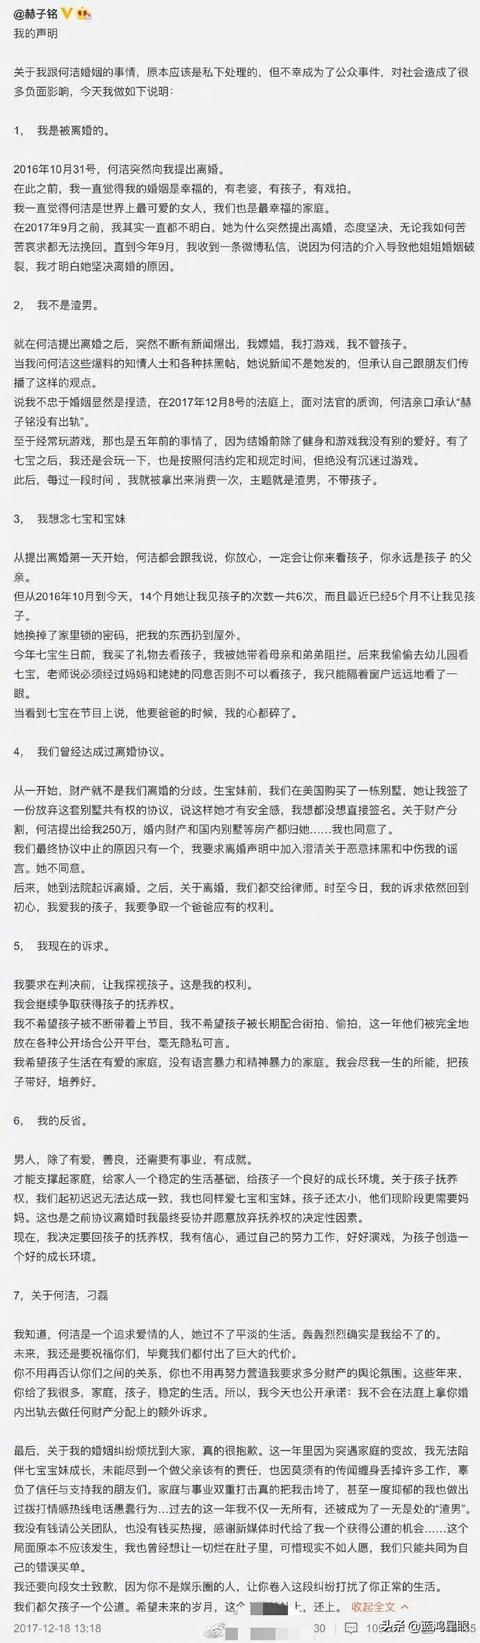 @赫子铭
我的声明
关于我跟何洁婚姻的事情，原本应该是私下处理的，但不幸成为了公众事件，对社会造成了很
多负面影响，今天我做如下说明：
1， 我是被离婚的。
2016年10月31号，何洁突然向我提出离婚。
在此之前，我一直觉得我的婚姻是幸福的，有老婆，有孩子，有戏拍。
我一直觉得何洁是世界上最可爱的女人，我们也是最幸福的家庭。
在2017年9月之前，我其实一直都不明白，她为什么突然提出离婚，态度坚决，无论我如何苦
苦哀求都无法挽回。直到今年9月，我收到一条微博私信，说因为何洁的介入导致他姐姐婚姻破
裂，我才明白她坚决离婚的原因。
2， 我不是渣男。
就在何洁提出离婚之后，突然不断有新闻爆出，我嫖娼，我打游戏，我不管孩子。
当我问何洁这些爆料的知情人士和各种抹黑帖，她说新闻不是她发的，但承认自己跟朋友们传
播了这样的观点。
说我不忠于婚姻显然是捏造，在2017年12月8号的法庭上，面对法官的质询，何洁亲口承认“赫
子铭没有出轨”。
至于经常玩游戏，那也是五年前的事情了，因为结婚前除了健身和游戏我没有别的爱好。有了
七宝之后，我还是会玩一下，也是按照何洁约定和规定时间，但绝没有沉迷过游戏。
此后，每过一段时间 ，我就被拿出来消费一次，主题就是渣男，不带孩子。
3， 我想念七宝和宝妹
从提出离婚第一天开始，何洁都会跟我说，你放心，一定会让你来看孩子，你永远是孩子 的父
亲。
但从2016年10月到今天，14个月她让我见孩子的次数一共6次，而且最近已经5个月不让我见孩
子。
她换掉了家里锁的密码，把我的东西扔到屋外。
今年七宝生日前，我买了礼物去看孩子，我被她带着母亲和弟弟阻拦。后来我偷偷去幼儿园看
七宝，老师说必须经过妈妈和姥姥的同意否则不可以看孩子，我只能隔着窗户远远地看了一
眼。
当看到七宝在节目上说，他要爸爸的时候，我的心都碎了。
4， 我们曾经达成过离婚协议。
从一开始，财产就不是我们离婚的分歧。生宝妹前，我们在美国购买了一栋别墅，她让我签了
一份放弃这套别墅共有权的协议，说这样她才有安全感，我想都没想直接签名。关于财产分
割，何洁提出给我250万，婚内财产和国内别墅等房产都归她……我也同意了。
我们最终协议中止的原因只有一个，我要求离婚声明中加入澄清关于恶意抹黑和中伤我的谣
言。她不同意。
后来，她到法院起诉离婚。之后，关于离婚，我们都交给律师。时至今日，我的诉求依然回到
初心，我爱我的孩子，我要争取一个爸爸应有的权利。
5， 我现在的诉求。
我要求在判决前，让我探视孩子。这是我的权利。
我会继续争取获得孩子的抚养权。
我不希望孩子被不断带着上节目，我不希望孩子被长期配合街拍、偷拍，这一年他们被完全地
放在各种公开场合公开平台，毫无隐私可言。
我希望孩子生活在有爱的家庭，没有语言暴力和精神暴力的家庭。我会尽我一生的所能，把孩
子带好，培养好。
6， 我的反省。
男人，除了有爱，善良，还需要有事业，有成就。
才能支撑起家庭，给家人一个稳定的生活基础，给孩子一个良好的成长环境。关于孩子抚养
权，我们起初迟迟无法达成一致，我也同样爱七宝和宝妹。孩子还太小，他们现阶段更需要妈
妈。这也是之前协议离婚时我最终妥协并愿意放弃抚养权的决定性因素。
现在，我决定要回孩子的抚养权，我有信心，通过自己的努力工作，好好演戏，为孩子创造一
个好的成长环境。
7，关于何洁，刁磊
我知道，何洁是一个追求爱情的人，她过不了平淡的生活。轰轰烈烈确实是我给不了的。
未来，我还是要祝福你们，毕竟我们都付出了巨大的代价。
你不用再否认你们之间的关系，你也不用再努力营造我要求多分财产的舆论氛围。这些年来，
你给了我很多，家庭，孩子，稳定的生活。所以，我今天也公开承诺：我不会在法庭上拿你婚
内出轨去做任何财产分配上的额外诉求。
最后，关于我的婚姻纠纷烦扰到大家，真的很抱歉。这一年里因为突遇家庭的变故，我无法陪
伴七宝宝妹成长，未能尽到一个做父亲该有的责任，也因莫须有的传闻缠身丢掉许多工作，辜
负了信任与支持我的朋友们。家庭与事业双重打击真的把我击垮了，甚至一度抑郁的我也做出
过拨打情感热线电话愚蠢行为…过去的这一年我不仅一无所有，还被成为了一无是处的“渣男”。
我没有钱请公关团队，也没有钱买热搜，感谢新媒体时代给了我一个获得公道的机会……这个
局面原本不应该发生，我也曾经想让一切烂在肚子里，可惜现实不如人愿，我们只能共同为自
己的错误买单。
我还要向段女士致歉，因为你不是娱乐圈的人，让你卷入这段纠纷打扰了你正常的生活。
我们都欠孩子一个公道。希望未来的岁月，这个 上，还上。 收起全文
2017-12-18 13:18
30
头条 @蓝鸿星眼